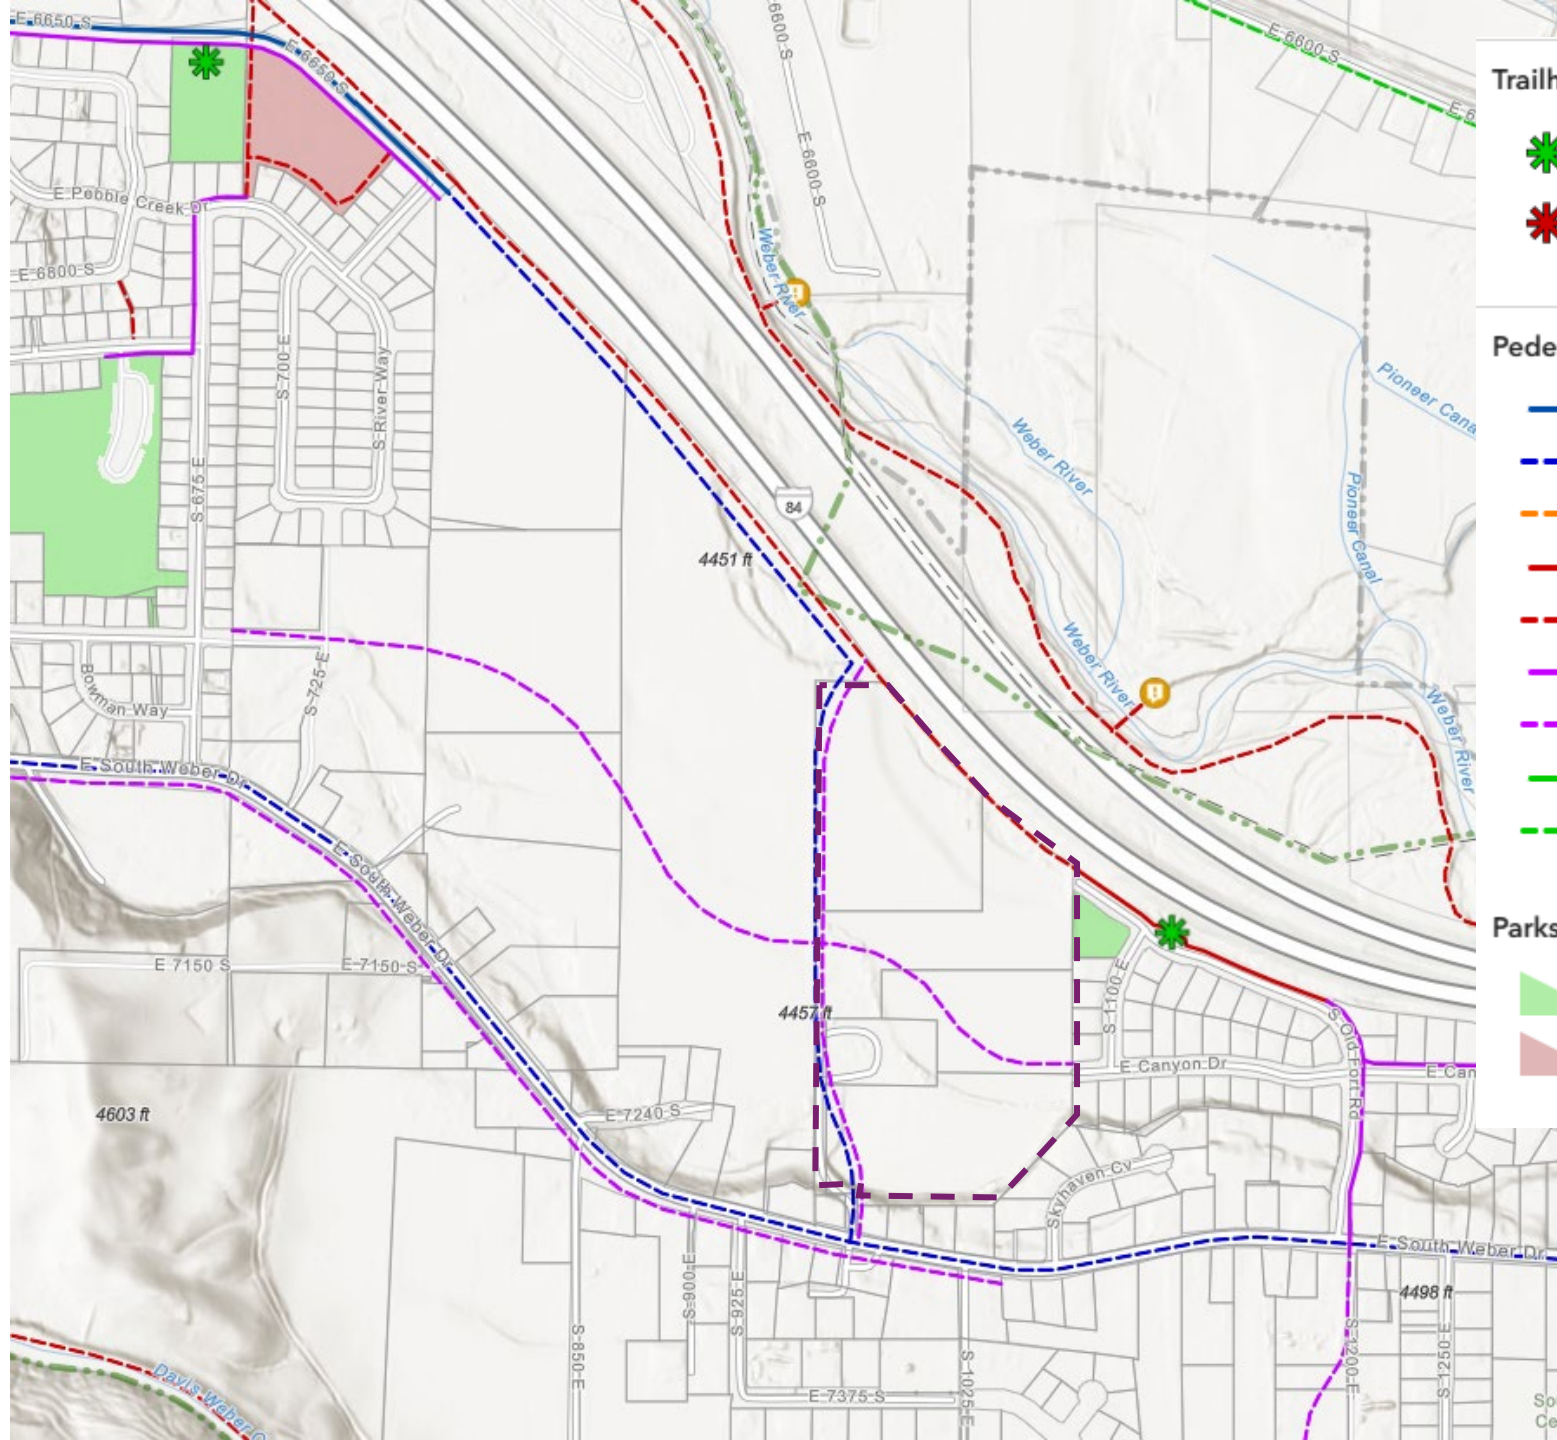 E 6650 S
E 6650 S
E 6600 S
E 6600 S
E 6600 S
Trailh
E Pebble Creek Dr
E 6800 S
Weber River
S 700 E
S River Way
S 675 E
Pede
Pioneer Cana
Weber River
Pioneer Canal
84
4451 ft
Weber River
Weber River
Bowman Way
S 725 E
E South Weber Dr
E South Weber Dr
E 7150 S
E 7150 S
Parks
4457 ft
S 1100 E
E Canyon Dr
S Old Fort Rd
E Can
4603 ft
E 7240 S
Skyhaven Cv
E South Weber Dr
4498 ft
S 900 E
S 925 E
S 850 E
S 1025 E
S 1200 E
S 1250 E
E 7375 S
Davis Weber C
So
Ce